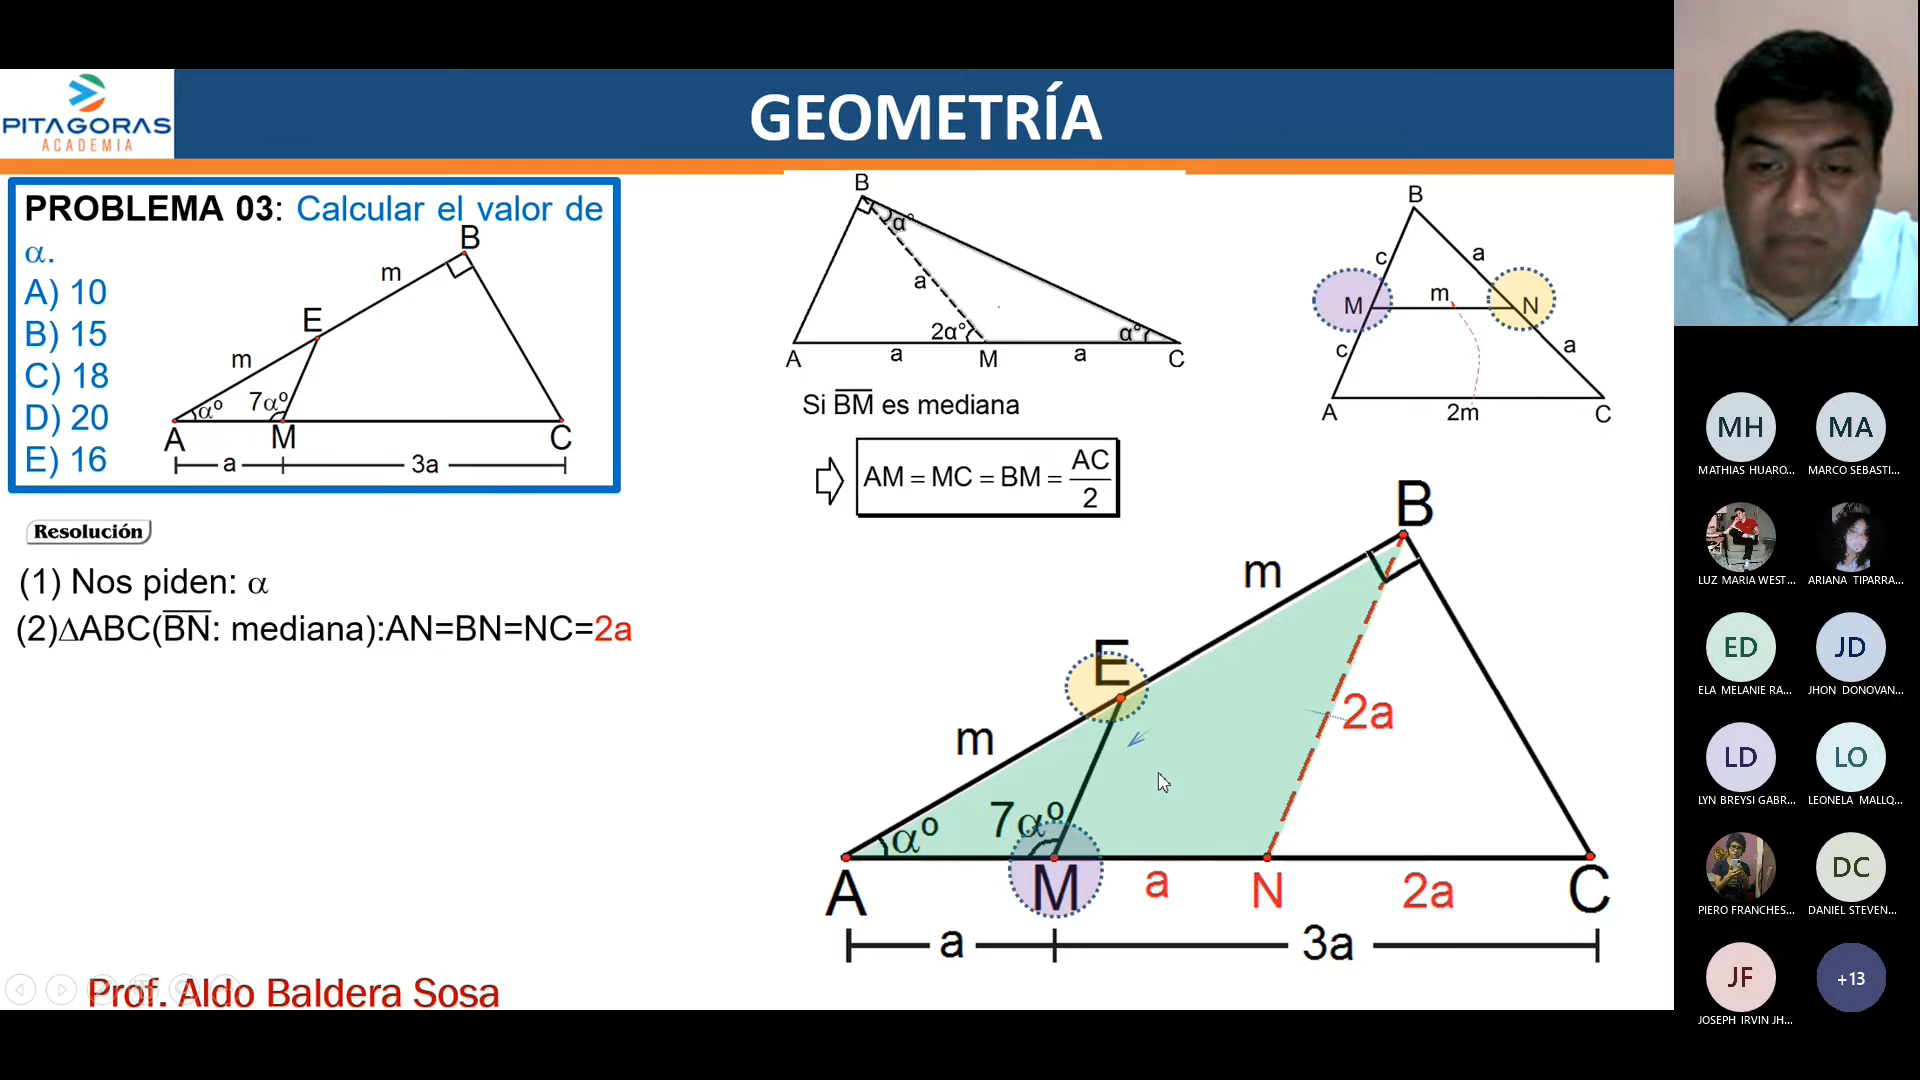 PITAGORAS
ACADEMIA
GEOMETRÍA
PROBLEMA 03: Calcular el valor de
α.
A) 10
B) 15
C) 18
D) 20
E) 16
B
m
E
m
αº
7αº
A
M
C
a
3a
B
α°
a
2α°
α°
A
a
M
a
C
Si BM es mediana
AM = MC = BM = AC/2
B
c
a
M
m
N
c
a
A
2m
C
Resolución
(1) Nos piden: α
(2)ΔABC(BN: mediana):AN=BN=NC=2a
B
m
E
2a
m
αº
7αº
A
M
a
N
2a
C
a
3a
Prof. Aldo Baldera Sosa
MH
MA
MATHIAS HUARO...
MARCO SEBASTI...
LUZ MARIA WEST...
ARIANA TIPARRA...
ED
JD
ELA MELANIE RA...
JHON DONOVAN...
LD
LO
LYN BREYSI GABR...
LEONELA MALLQ...
DC
PIERO FRANCHES...
DANIEL STEVEN...
JF
+13
JOSEPH IRVIN JH...